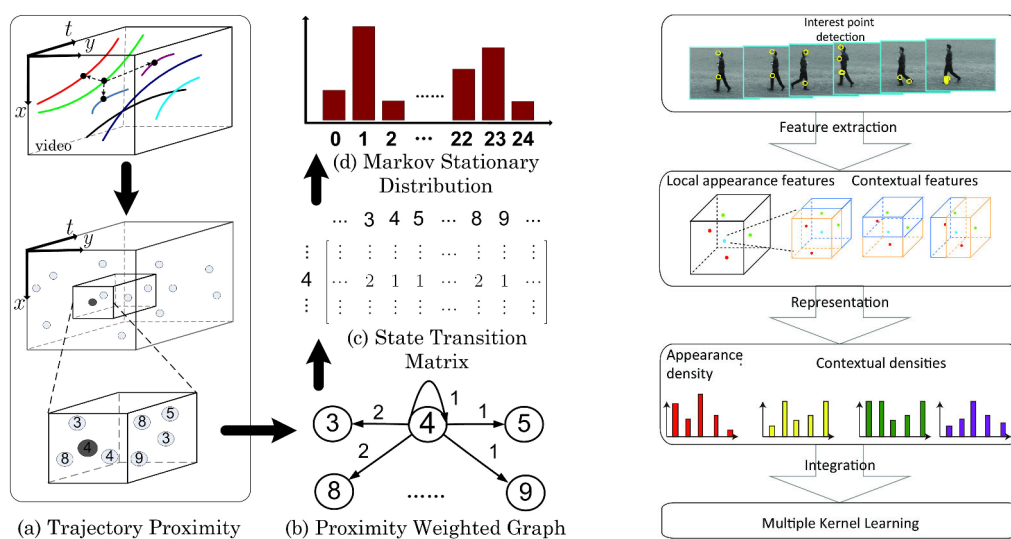 t
y
x
video
t
y
x
3
8
5
3
4
8
4
9
(a) Trajectory Proximity
0 1 2 ... 22 23 24
......
(d) Markov Stationary
Distribution
... 3 4 5 ... 8 9 ...
⋮ ⋮ ⋮ ⋮ ⋮ ⋮
4 ... 2 1 1 ... 2 1 ...
⋮ ⋮ ⋮ ⋮ ⋮ ⋮
(c) State Transition
Matrix
1
2 1
3 4 5
2 1
8 ...... 9
(b) Proximity Weighted Graph
Interest point
detection
Feature extraction
Local appearance features Contextual features
Representation
Appearance
density
Contextual densities
Integration
Multiple Kernel Learning